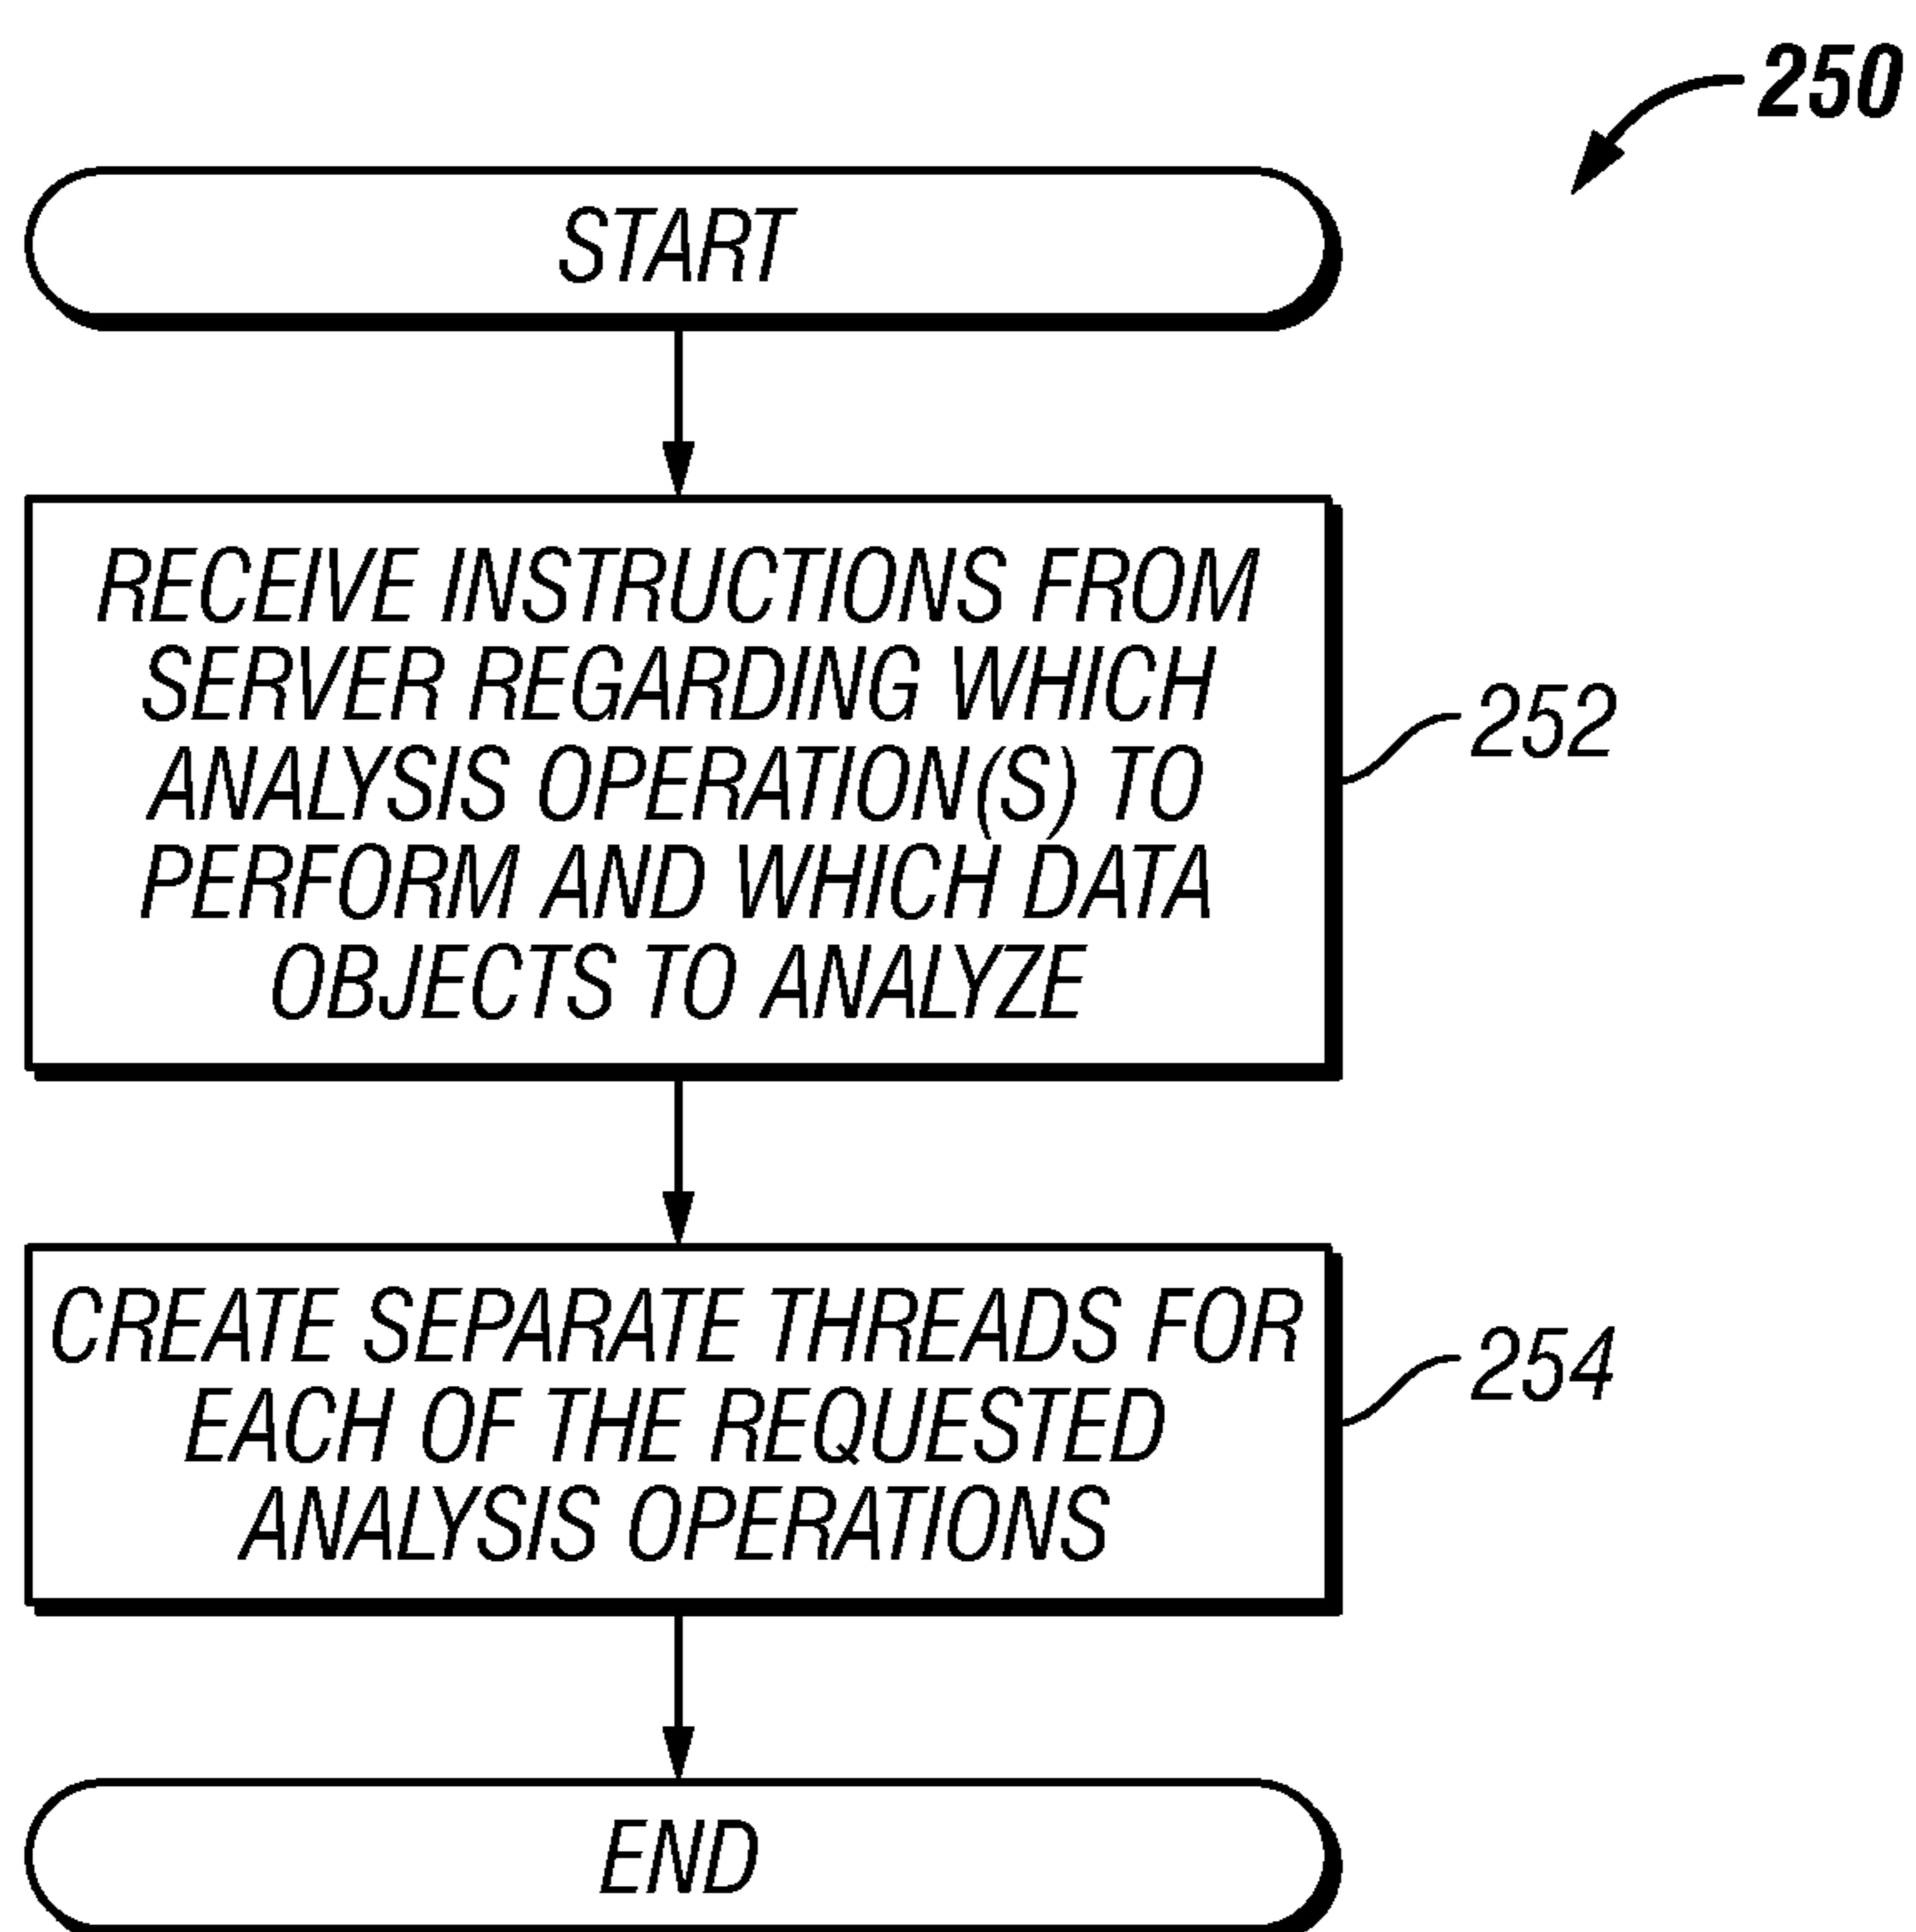 250
START
RECEIVE INSTRUCTIONS FROM
SERVER REGARDING WHICH
ANALYSIS OPERATION(S) TO
PERFORM AND WHICH DATA
OBJECTS TO ANALYZE
252
CREATE SEPARATE THREADS FOR
EACH OF THE REQUESTED
ANALYSIS OPERATIONS
254
END